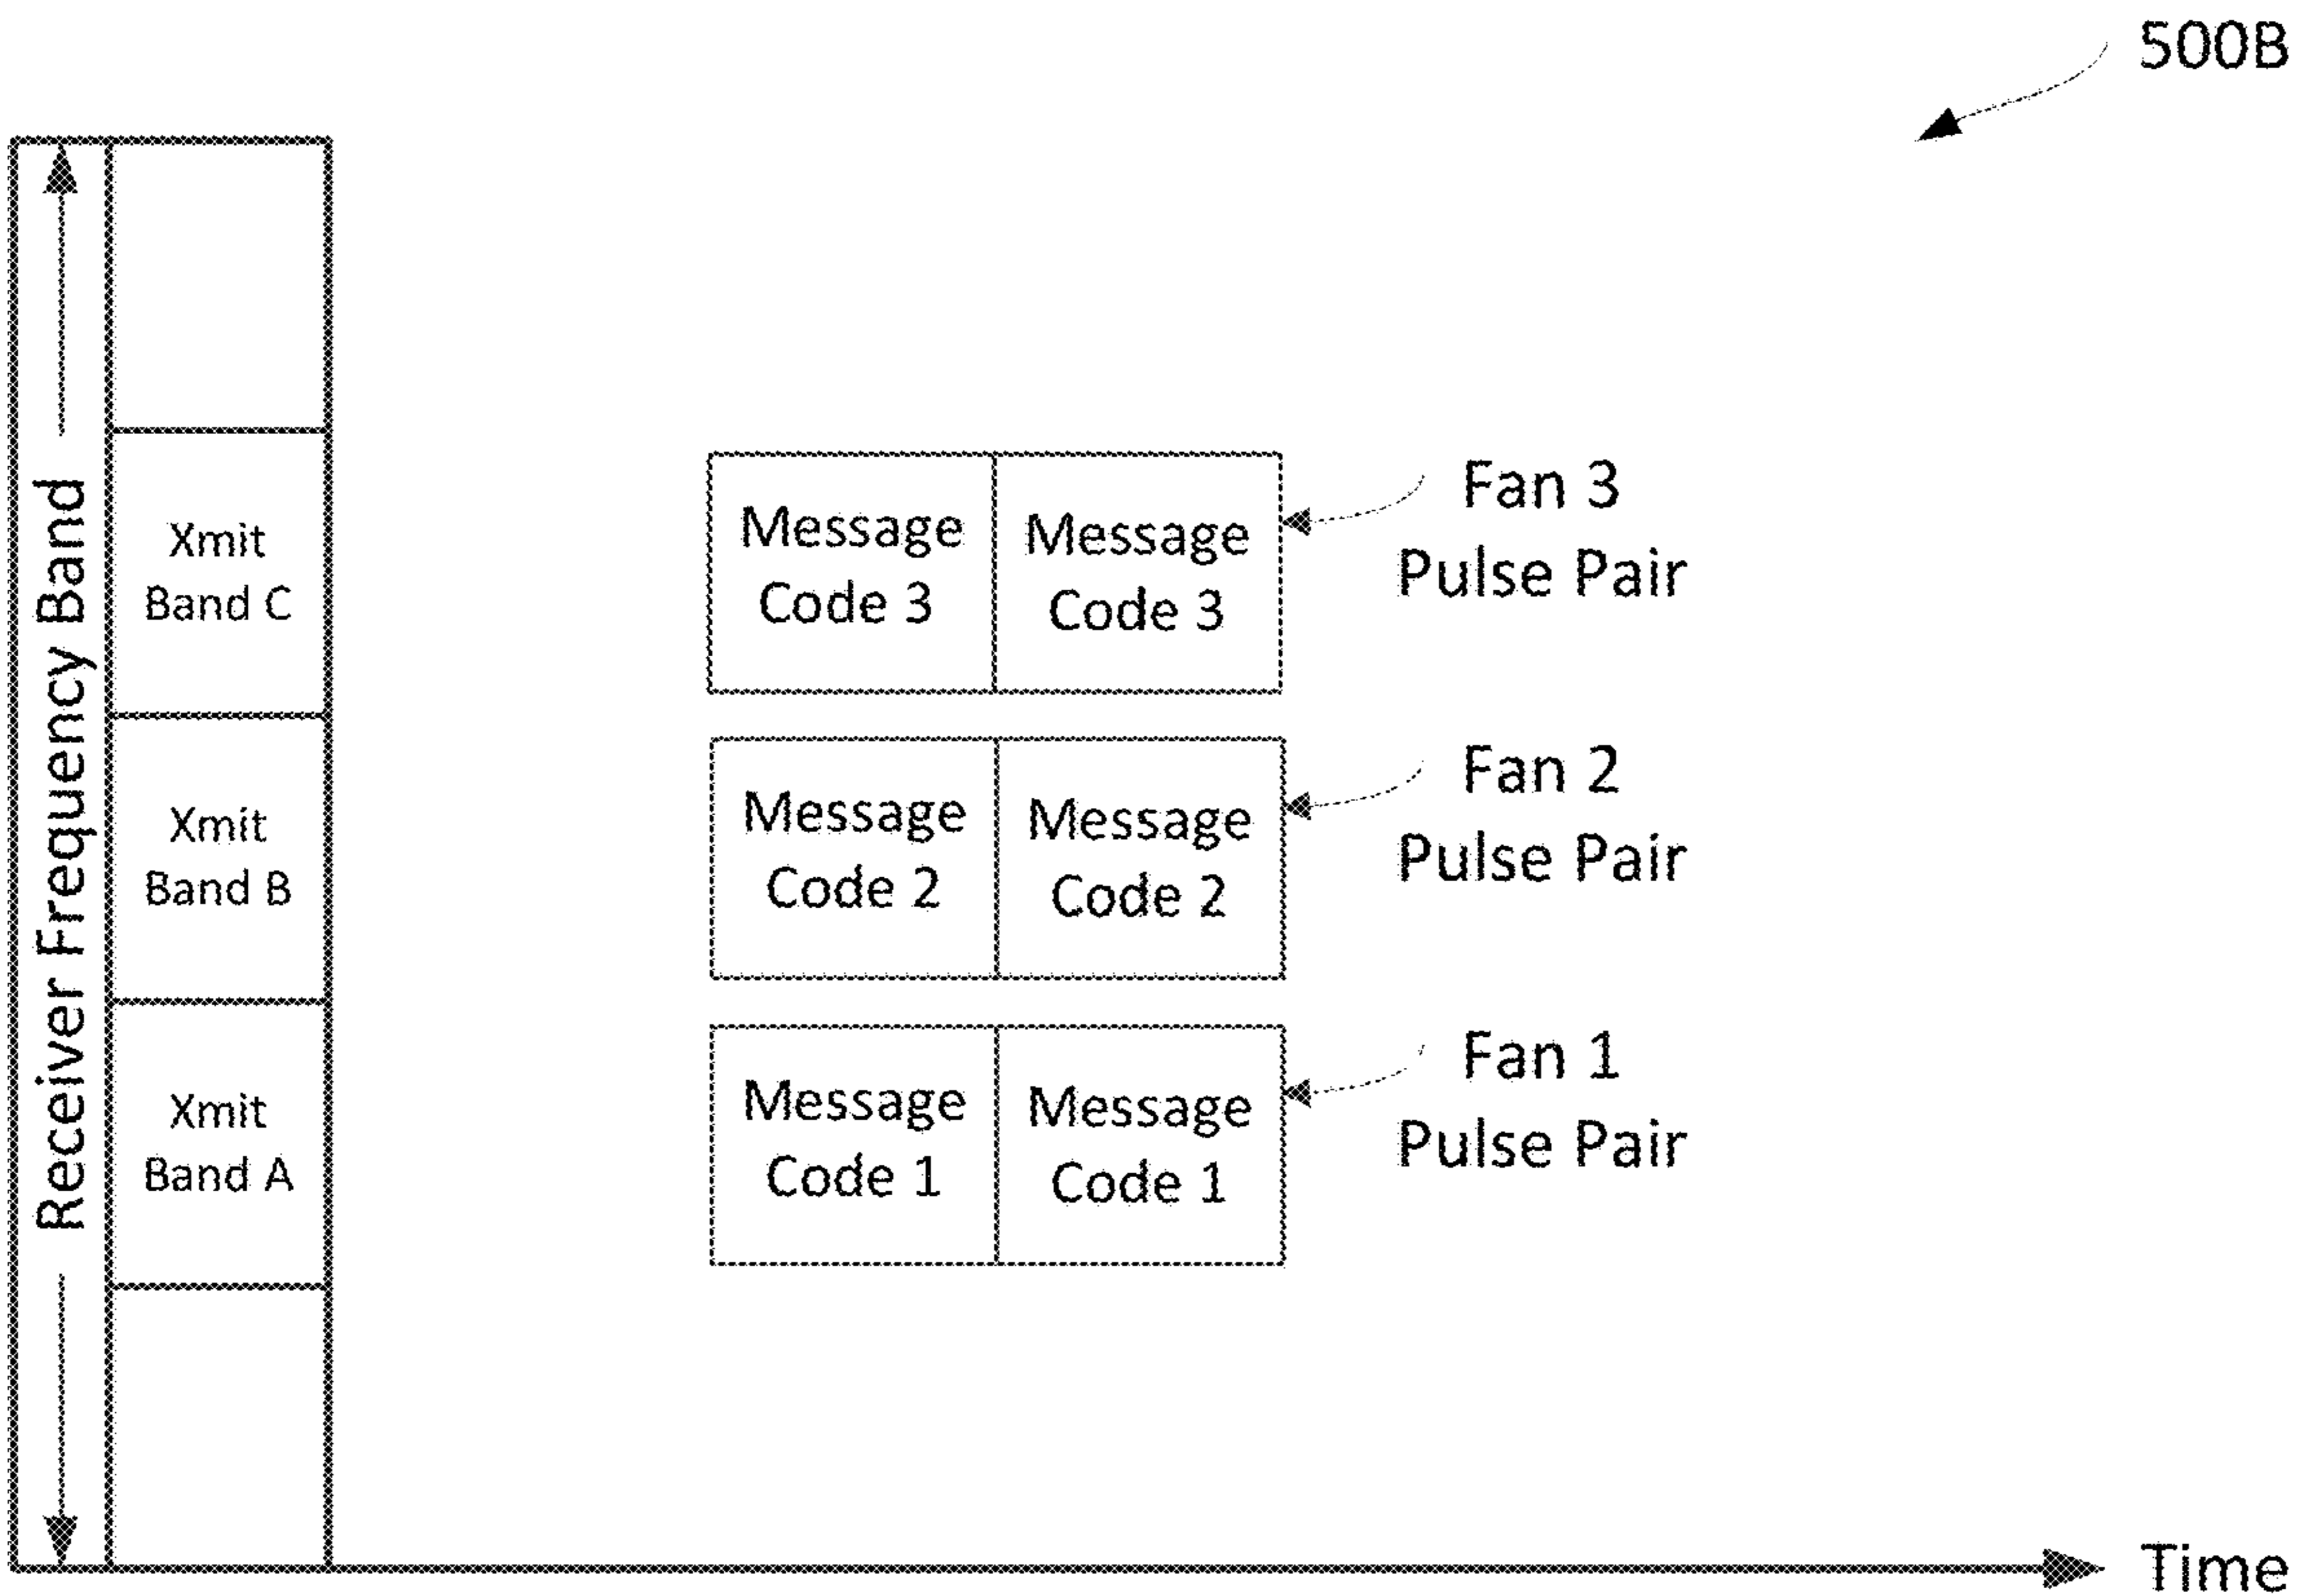 500B
Receiver Frequency Band
Xmit
Band C
Message
Code 3
Message
Code 3
Fan 3
Pulse Pair
Xmit
Band B
Message
Code 2
Message
Code 2
Fan 2
Pulse Pair
Xmit
Band A
Message
Code 1
Message
Code 1
Fan 1
Pulse Pair
Time